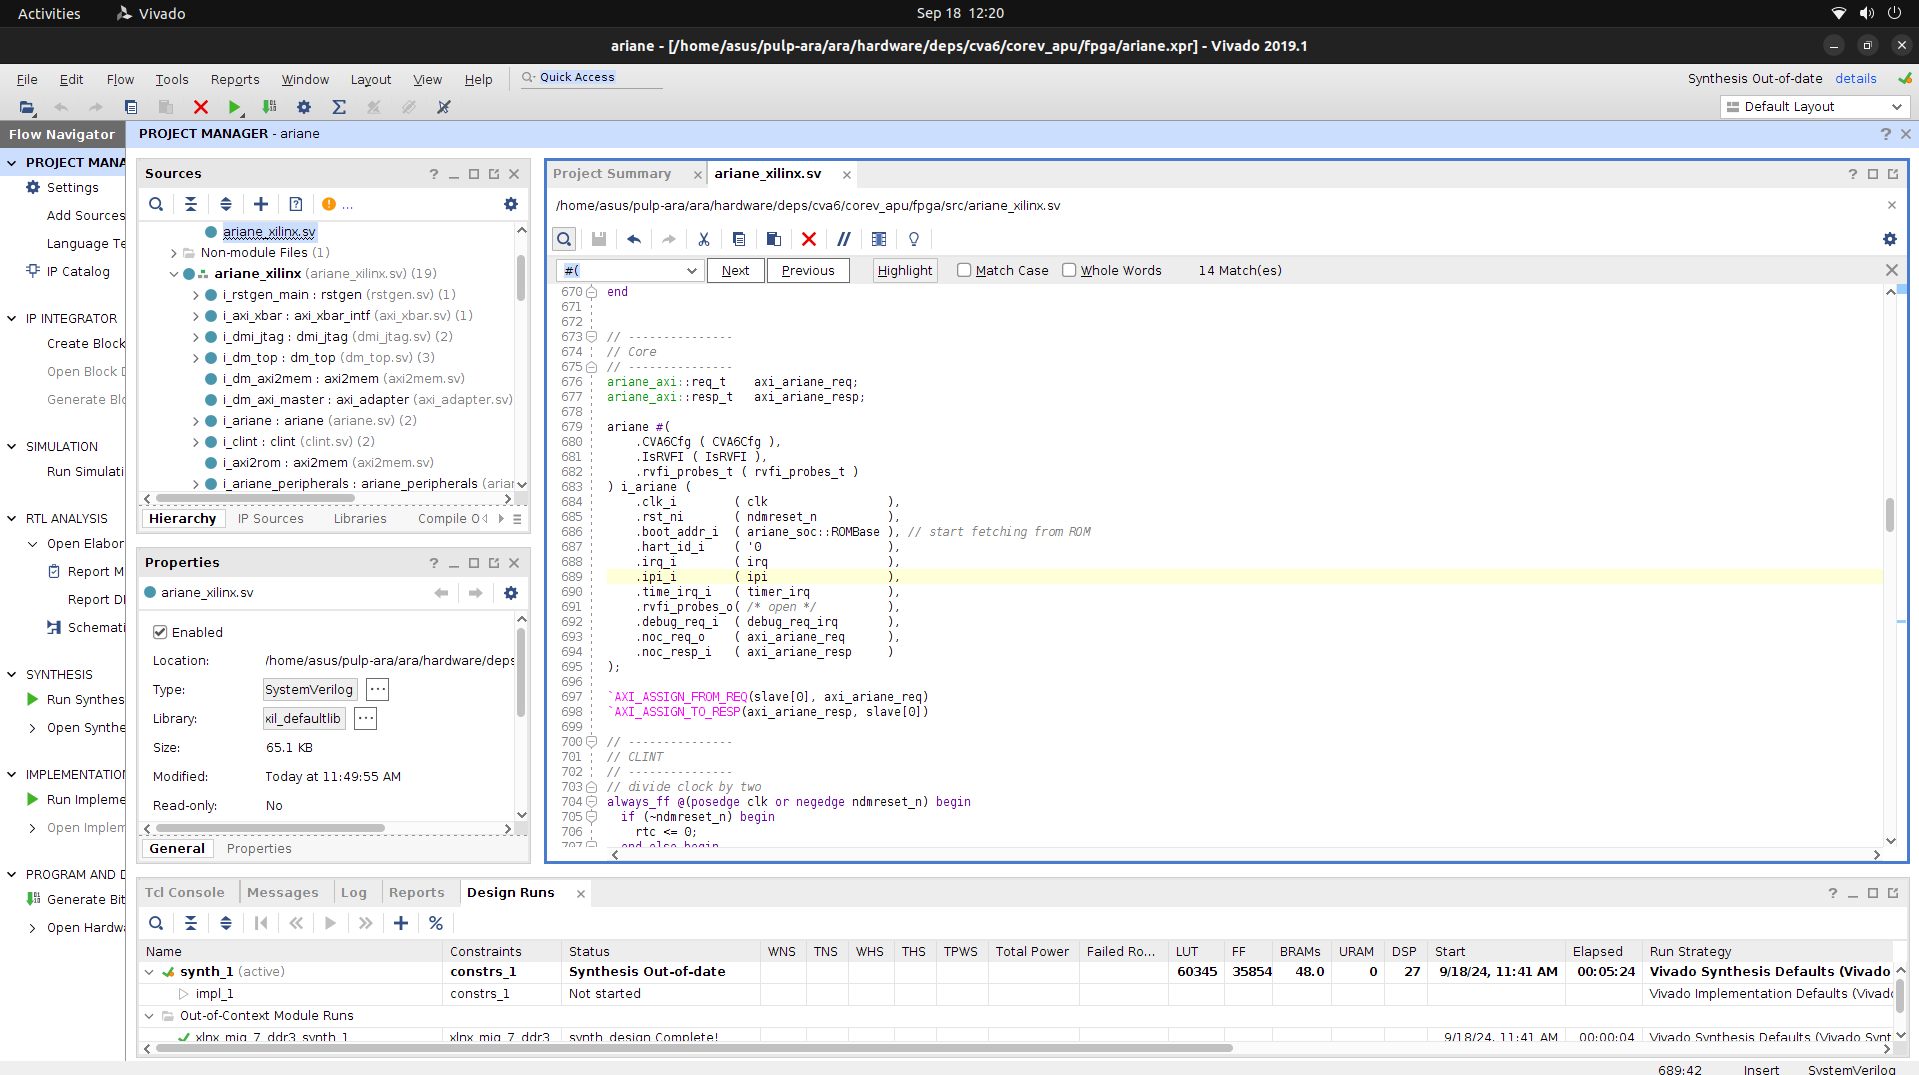 Activities
Vivado
Sep 18 12:20
ariane - [/home/asus/pulp-ara/ara/hardware/deps/cva6/corev_apu/fpga/ariane.xpr] - Vivado 2019.1
File Edit Flow Tools Reports Window Layout View Help
Quick Access
Synthesis Out-of-date details
Default Layout
Flow Navigator
PROJECT MANAGER - ariane
PROJECT MANA
Settings
Add Sources
Language Te
IP Catalog
IP INTEGRATOR
Create Block
Open Block D
Generate Blo
SIMULATION
Run Simulati
RTL ANALYSIS
Open Elabor
Report M
Report DR
Schemati
SYNTHESIS
Run Synthes
Open Synthe
IMPLEMENTATION
Run Impleme
Open Implem
PROGRAM AND D
Generate Bit
Open Hardwa
Sources
...
ariane_xilinx.sv
Non-module Files (1)
ariane_xilinx (ariane_xilinx.sv) (19)
i_rstgen_main : rstgen (rstgen.sv) (1)
i_axi_xbar : axi_xbar_intf (axi_xbar.sv) (1)
i_dmi_jtag : dmi_jtag (dmi_jtag.sv) (2)
i_dm_top : dm_top (dm_top.sv) (3)
i_dm_axi2mem : axi2mem (axi2mem.sv)
i_dm_axi_master : axi_adapter (axi_adapter.sv)
i_ariane : ariane (ariane.sv) (2)
i_clint : clint (clint.sv) (2)
i_axi2rom : axi2mem (axi2mem.sv)
i_ariane_peripherals : ariane_peripherals (arian
Hierarchy IP Sources Libraries Compile O
Properties
ariane_xilinx.sv
Enabled
Location: /home/asus/pulp-ara/ara/hardware/deps
Type: SystemVerilog ...
Library: xil_defaultlib ...
Size: 65.1 KB
Modified: Today at 11:49:55 AM
Read-only: No
General Properties
Project Summary ariane_xilinx.sv
/home/asus/pulp-ara/ara/hardware/deps/cva6/corev_apu/fpga/src/ariane_xilinx.sv
#( Next Previous Highlight Match Case Whole Words 14 Match(es)
670 end
671
672
673 // ---------------
674 // Core
675 // ---------------
676 ariane_axi::req_t    axi_ariane_req;
677 ariane_axi::resp_t   axi_ariane_resp;
678
679 ariane #(
680     .CVA6Cfg ( CVA6Cfg ),
681     .IsRVFI ( IsRVFI ),
682     .rvfi_probes_t ( rvfi_probes_t )
683 ) i_ariane (
684     .clk_i        ( clk                 ),
685     .rst_ni       ( ndmreset_n          ),
686     .boot_addr_i  ( ariane_soc::ROMBase ), // start fetching from ROM
687     .hart_id_i    ( '0                  ),
688     .irq_i        ( irq                 ),
689     .ipi_i        ( ipi                 ),
690     .time_irq_i   ( timer_irq           ),
691     .rvfi_probes_o( /* open */          ),
692     .debug_req_i  ( debug_req_irq       ),
693     .noc_req_o    ( axi_ariane_req      ),
694     .noc_resp_i   ( axi_ariane_resp     )
695 );
696
697 `AXI_ASSIGN_FROM_REQ(slave[0], axi_ariane_req)
698 `AXI_ASSIGN_TO_RESP(axi_ariane_resp, slave[0])
699
700 // ---------------
701 // CLINT
702 // ---------------
703 // divide clock by two
704 always_ff @(posedge clk or negedge ndmreset_n) begin
705   if (~ndmreset_n) begin
706     rtc <= 0;
707   end else begin
Tcl Console Messages Log Reports Design Runs
Name Constraints Status WNS TNS WHS THS TPWS Total Power Failed Ro... LUT FF BRAMs URAM DSP Start Elapsed Run Strategy
synth_1 (active) constrs_1 Synthesis Out-of-date 60345 35854 48.0 0 27 9/18/24, 11:41 AM 00:05:24 Vivado Synthesis Defaults (Vivado
impl_1 constrs_1 Not started Vivado Implementation Defaults (Vivado
Out-of-Context Module Runs
xlnx_mig_7_ddr3_synth_1 xlnx_mig_7_ddr3 synth_design Complete! 9/18/24, 11:41 AM 00:00:04 Vivado Synthesis Defaults (Vivado Synt
689:42 Insert SystemVerilog